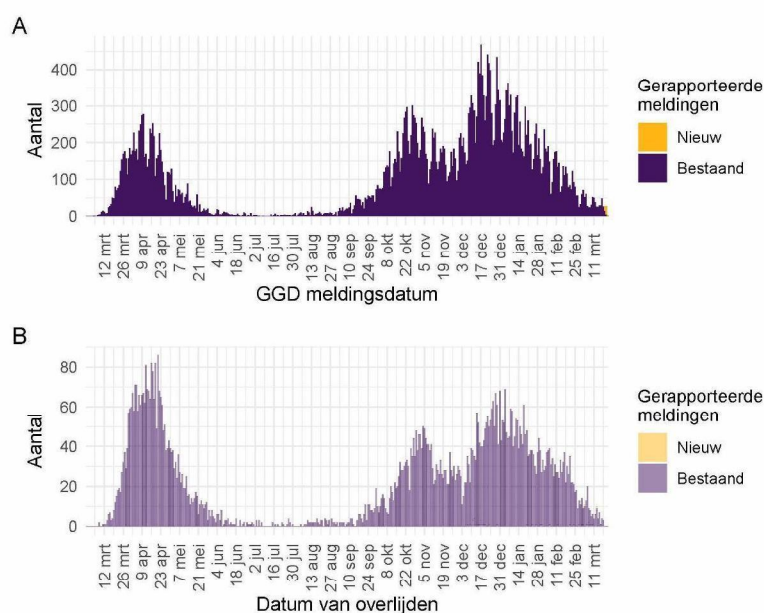 A
Aantal
400
300
200
100
0
12 mrt
26 mrt
9 apr
23 apr
7 mei
21 mei
4 jun
18 jun
2 jul
16 jul
30 jul
13 aug
27 aug
10 sep
24 sep
8 okt
22 okt
5 nov
19 nov
3 dec
17 dec
31 dec
14 jan
28 jan
11 feb
25 feb
11 mrt
GGD meldingsdatum
Gerapporteerde
meldingen
Nieuw
Bestaand
B
Aantal
80
60
40
20
0
12 mrt
26 mrt
9 apr
23 apr
7 mei
21 mei
4 jun
18 jun
2 jul
16 jul
30 jul
13 aug
27 aug
10 sep
24 sep
8 okt
22 okt
5 nov
19 nov
3 dec
17 dec
31 dec
14 jan
28 jan
11 feb
25 feb
11 mrt
Datum van overlijden
Gerapporteerde
meldingen
Nieuw
Bestaand